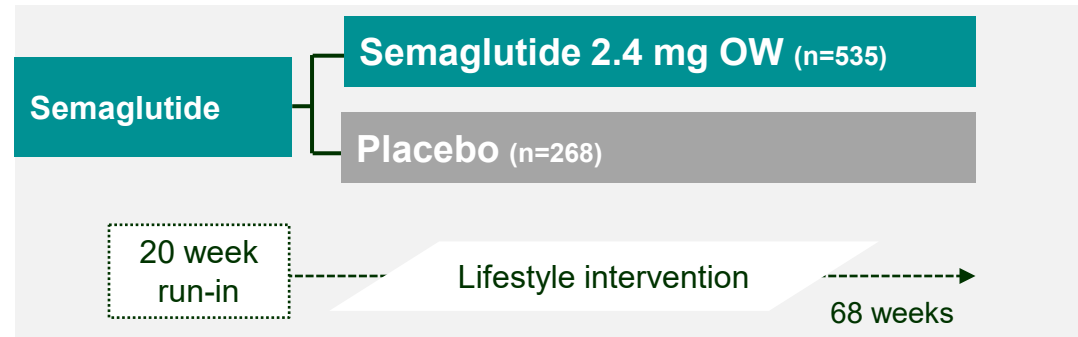 Semaglutide 2.4 mg OW (n=535)
Semaglutide
Placebo (n=268)
20 week
run-in
Lifestyle intervention
68 weeks